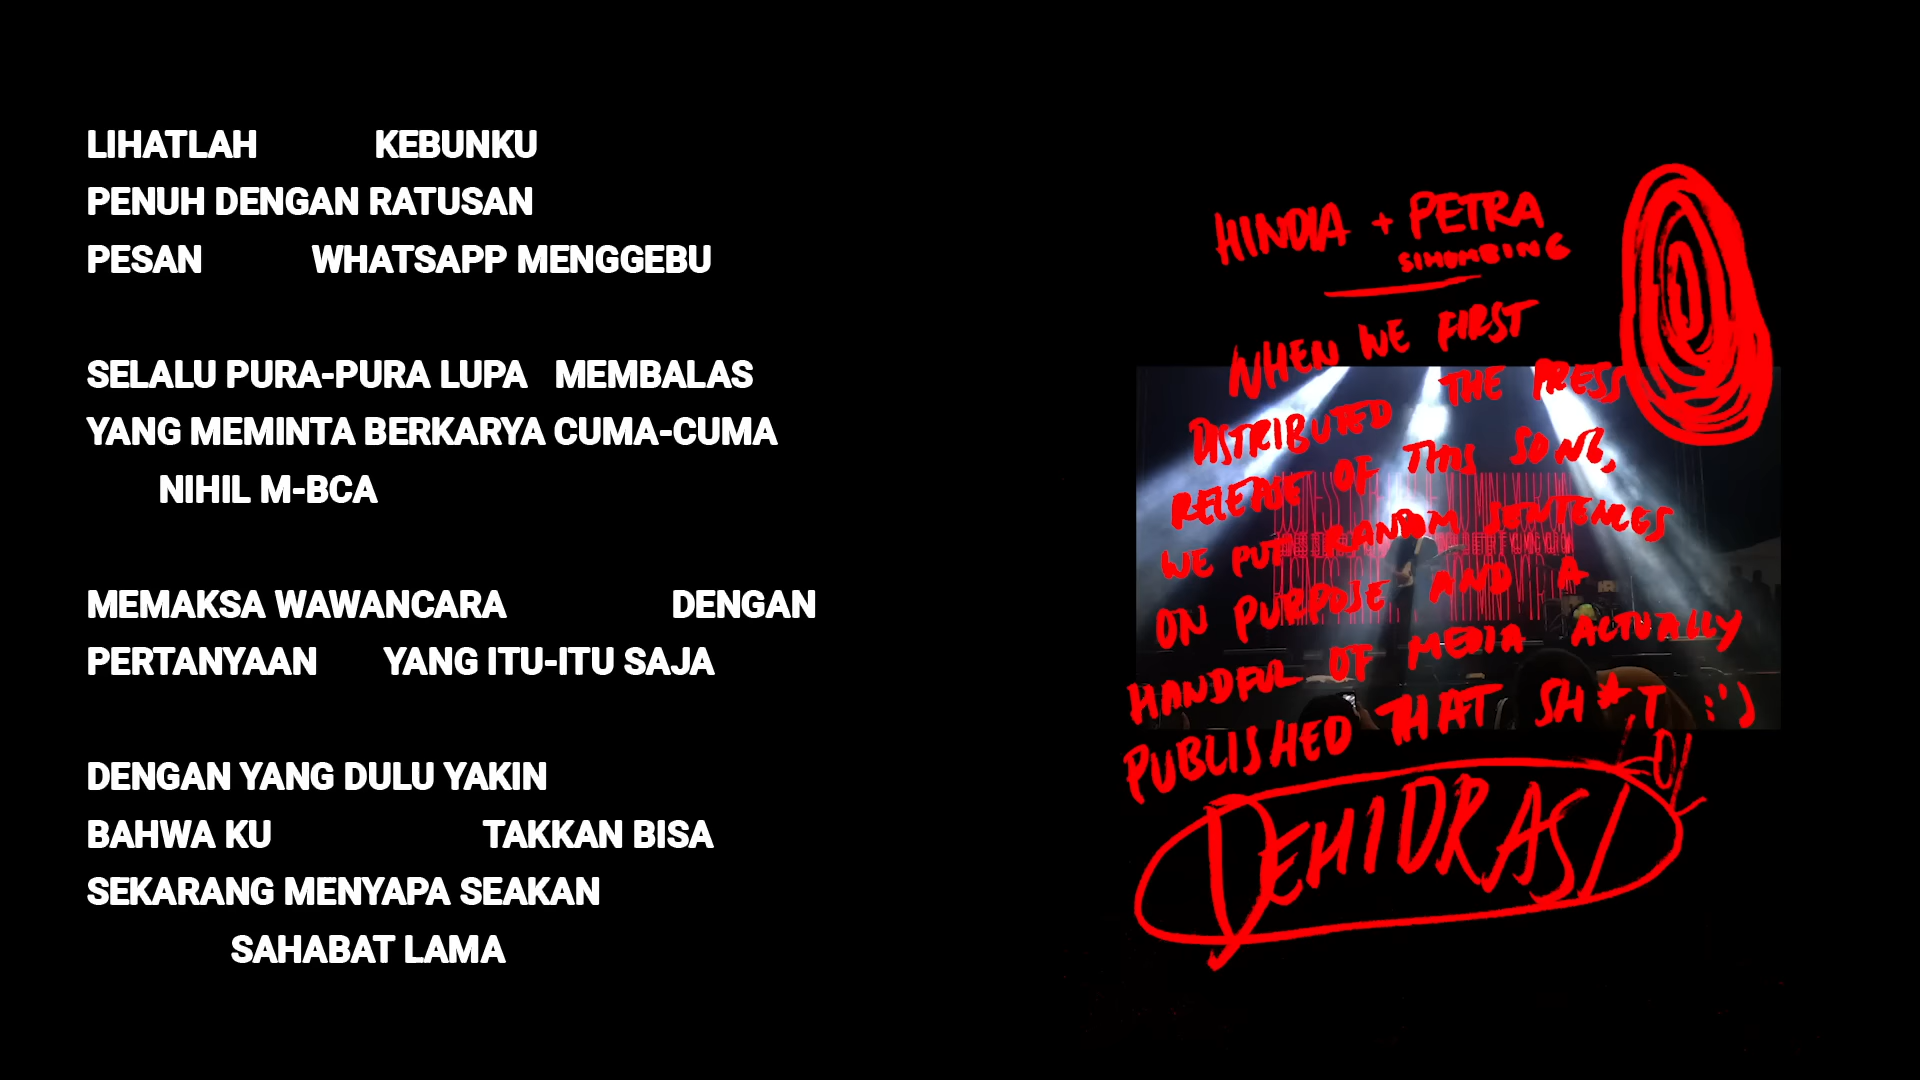 LIHATLAH KEBUNKU
PENUH DENGAN RATUSAN
PESAN WHATSAPP MENGGEBU
SELALU PURA-PURA LUPA MEMBALAS
YANG MEMINTA BERKARYA CUMA-CUMA
NIHIL M-BCA
MEMAKSA WAWANCARA DENGAN
PERTANYAAN YANG ITU-ITU SAJA
DENGAN YANG DULU YAKIN
BAHWA KU TAKKAN BISA
SEKARANG MENYAPA SEAKAN
SAHABAT LAMA
HINDIA + PETRA
SIHOMBING
WHEN WE FIRST
DISTRIBUTED THE PRESS
RELEASE OF THIS SONG,
WE PUT RANDOM SENTENCES
ON PURPOSE AND A
HANDFUL OF MEDIA ACTUALLY
PUBLISHED THAT SH*T :')
DEHIDRASI